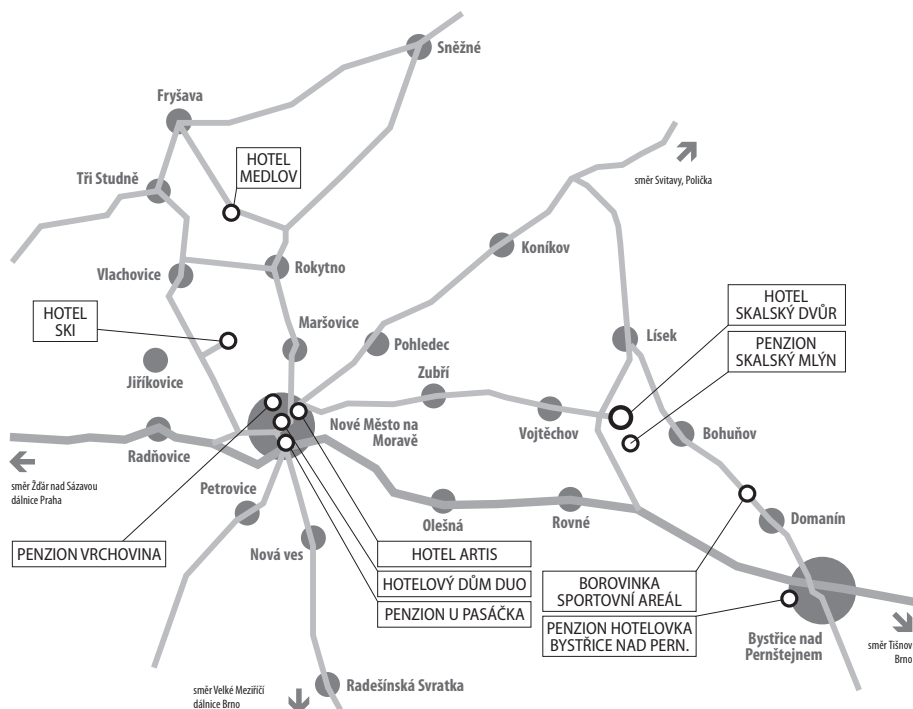 Sněžné
Fryšava
HOTEL
MEDLOV
Tři Studně
směr Svitavy, Polička
Koníkov
Vlachovice
Rokytno
HOTEL
SKALSKÝ DVŮR
HOTEL
SKI
Maršovice
Pohledec
Lísek
PENZION
SKALSKÝ MLÝN
Jiříkovice
Zubří
Nové Město na
Moravě
Vojtěchov
Bohuňov
Radňovice
směr Žďár nad Sázavou
dálnice Praha
Petrovice
Olešná
Rovné
Domanín
PENZION VRCHOVINA
Nová ves
HOTEL ARTIS
HOTELOVÝ DŮM DUO
PENZION U PASÁČKA
BOROVINKA
SPORTOVNÍ AREÁL
PENZION HOTELOVKA
BYSTŘICE NAD PERN.
Bystřice nad
Pernštejnem
směr Tišnov
Brno
směr Velké Meziříčí
dálnice Brno
Radešínská Svratka